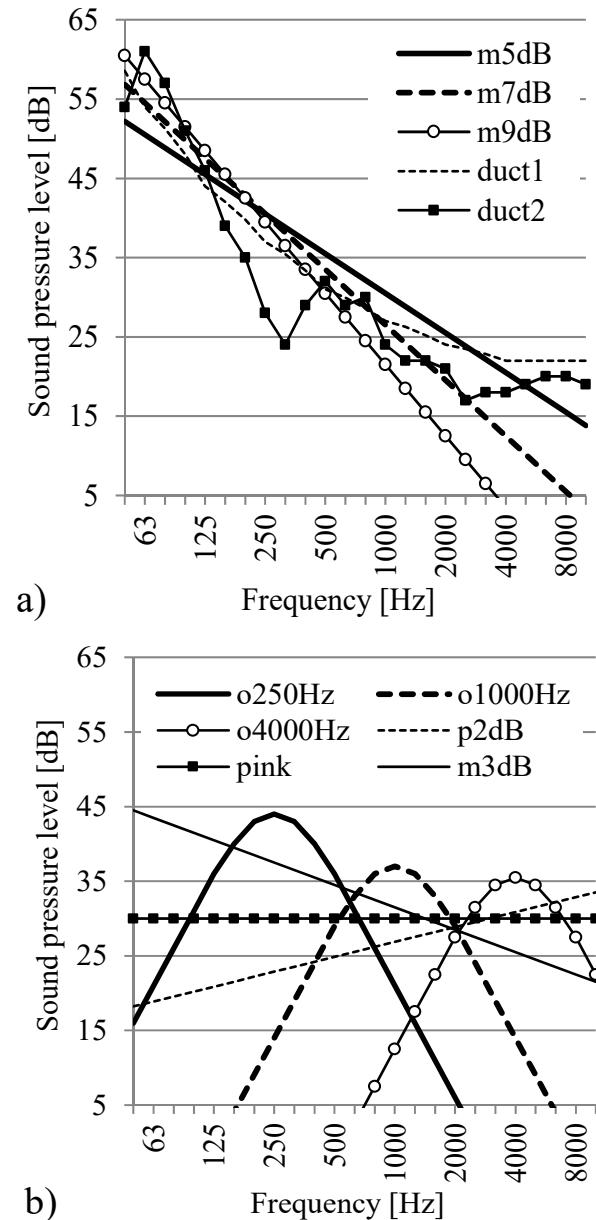 65
55
45
35
25
15
5
Sound pressure level [dB]
m5dB
m7dB
m9dB
duct1
duct2
63
125
250
500
1000
2000
4000
8000
Frequency [Hz]
a)
65
55
45
35
25
15
5
Sound pressure level [dB]
o250Hz o1000Hz
o4000Hz p2dB
pink m3dB
63
125
250
500
1000
2000
4000
8000
Frequency [Hz]
b)